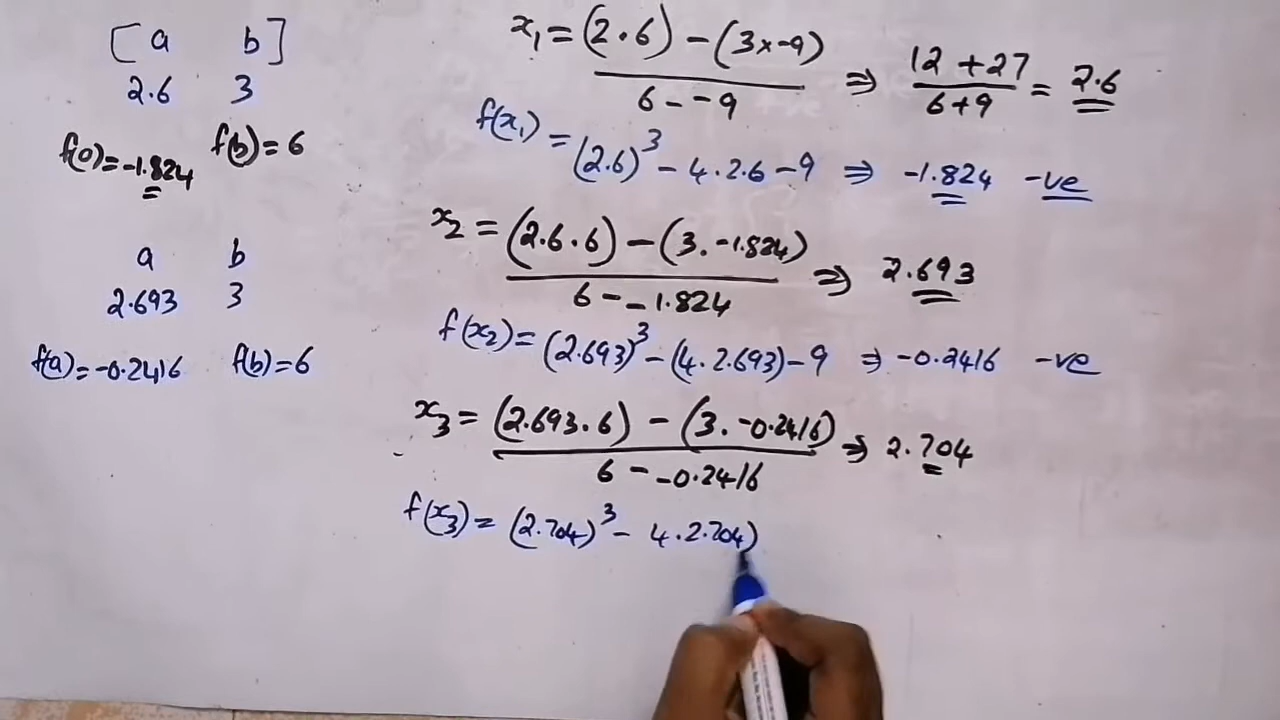 [a b]
2.6 3
f(0)=-1.824 f(b)=6
a b
2.693 3
f(a)=-0.2416 f(b)=6
x₁ = (2·6) - (3×-9) / 6--9 ⇒ 12+27 / 6+9 = 2.6
f(x₁) = (2.6)³ - 4·2.6 - 9 ⇒ -1.824 -ve
x₂ = (2.6·6) - (3·-1.824) / 6--1.824 ⇒ 2.693
f(x₂) = (2.693)³ - (4·2.693) - 9 ⇒ -0.2416 -ve
x₃ = (2.693·6) - (3·-0.2416) / 6--0.2416 ⇒ 2.704
f(x₃) = (2.704)³ - 4·2.704)